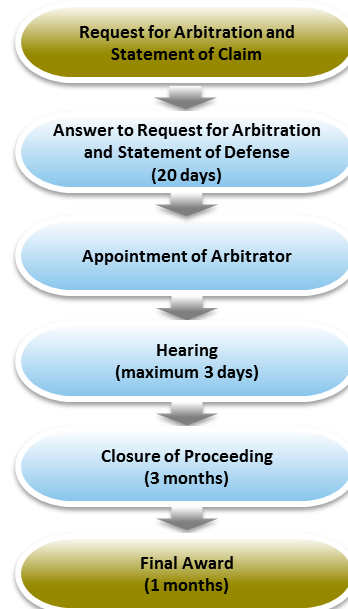 Request for Arbitration and
Statement of Claim
Answer to Request for Arbitration
and Statement of Defense
(20 days)
Appointment of Arbitrator
Hearing
(maximum 3 days)
Closure of Proceeding
(3 months)
Final Award
(1 months)